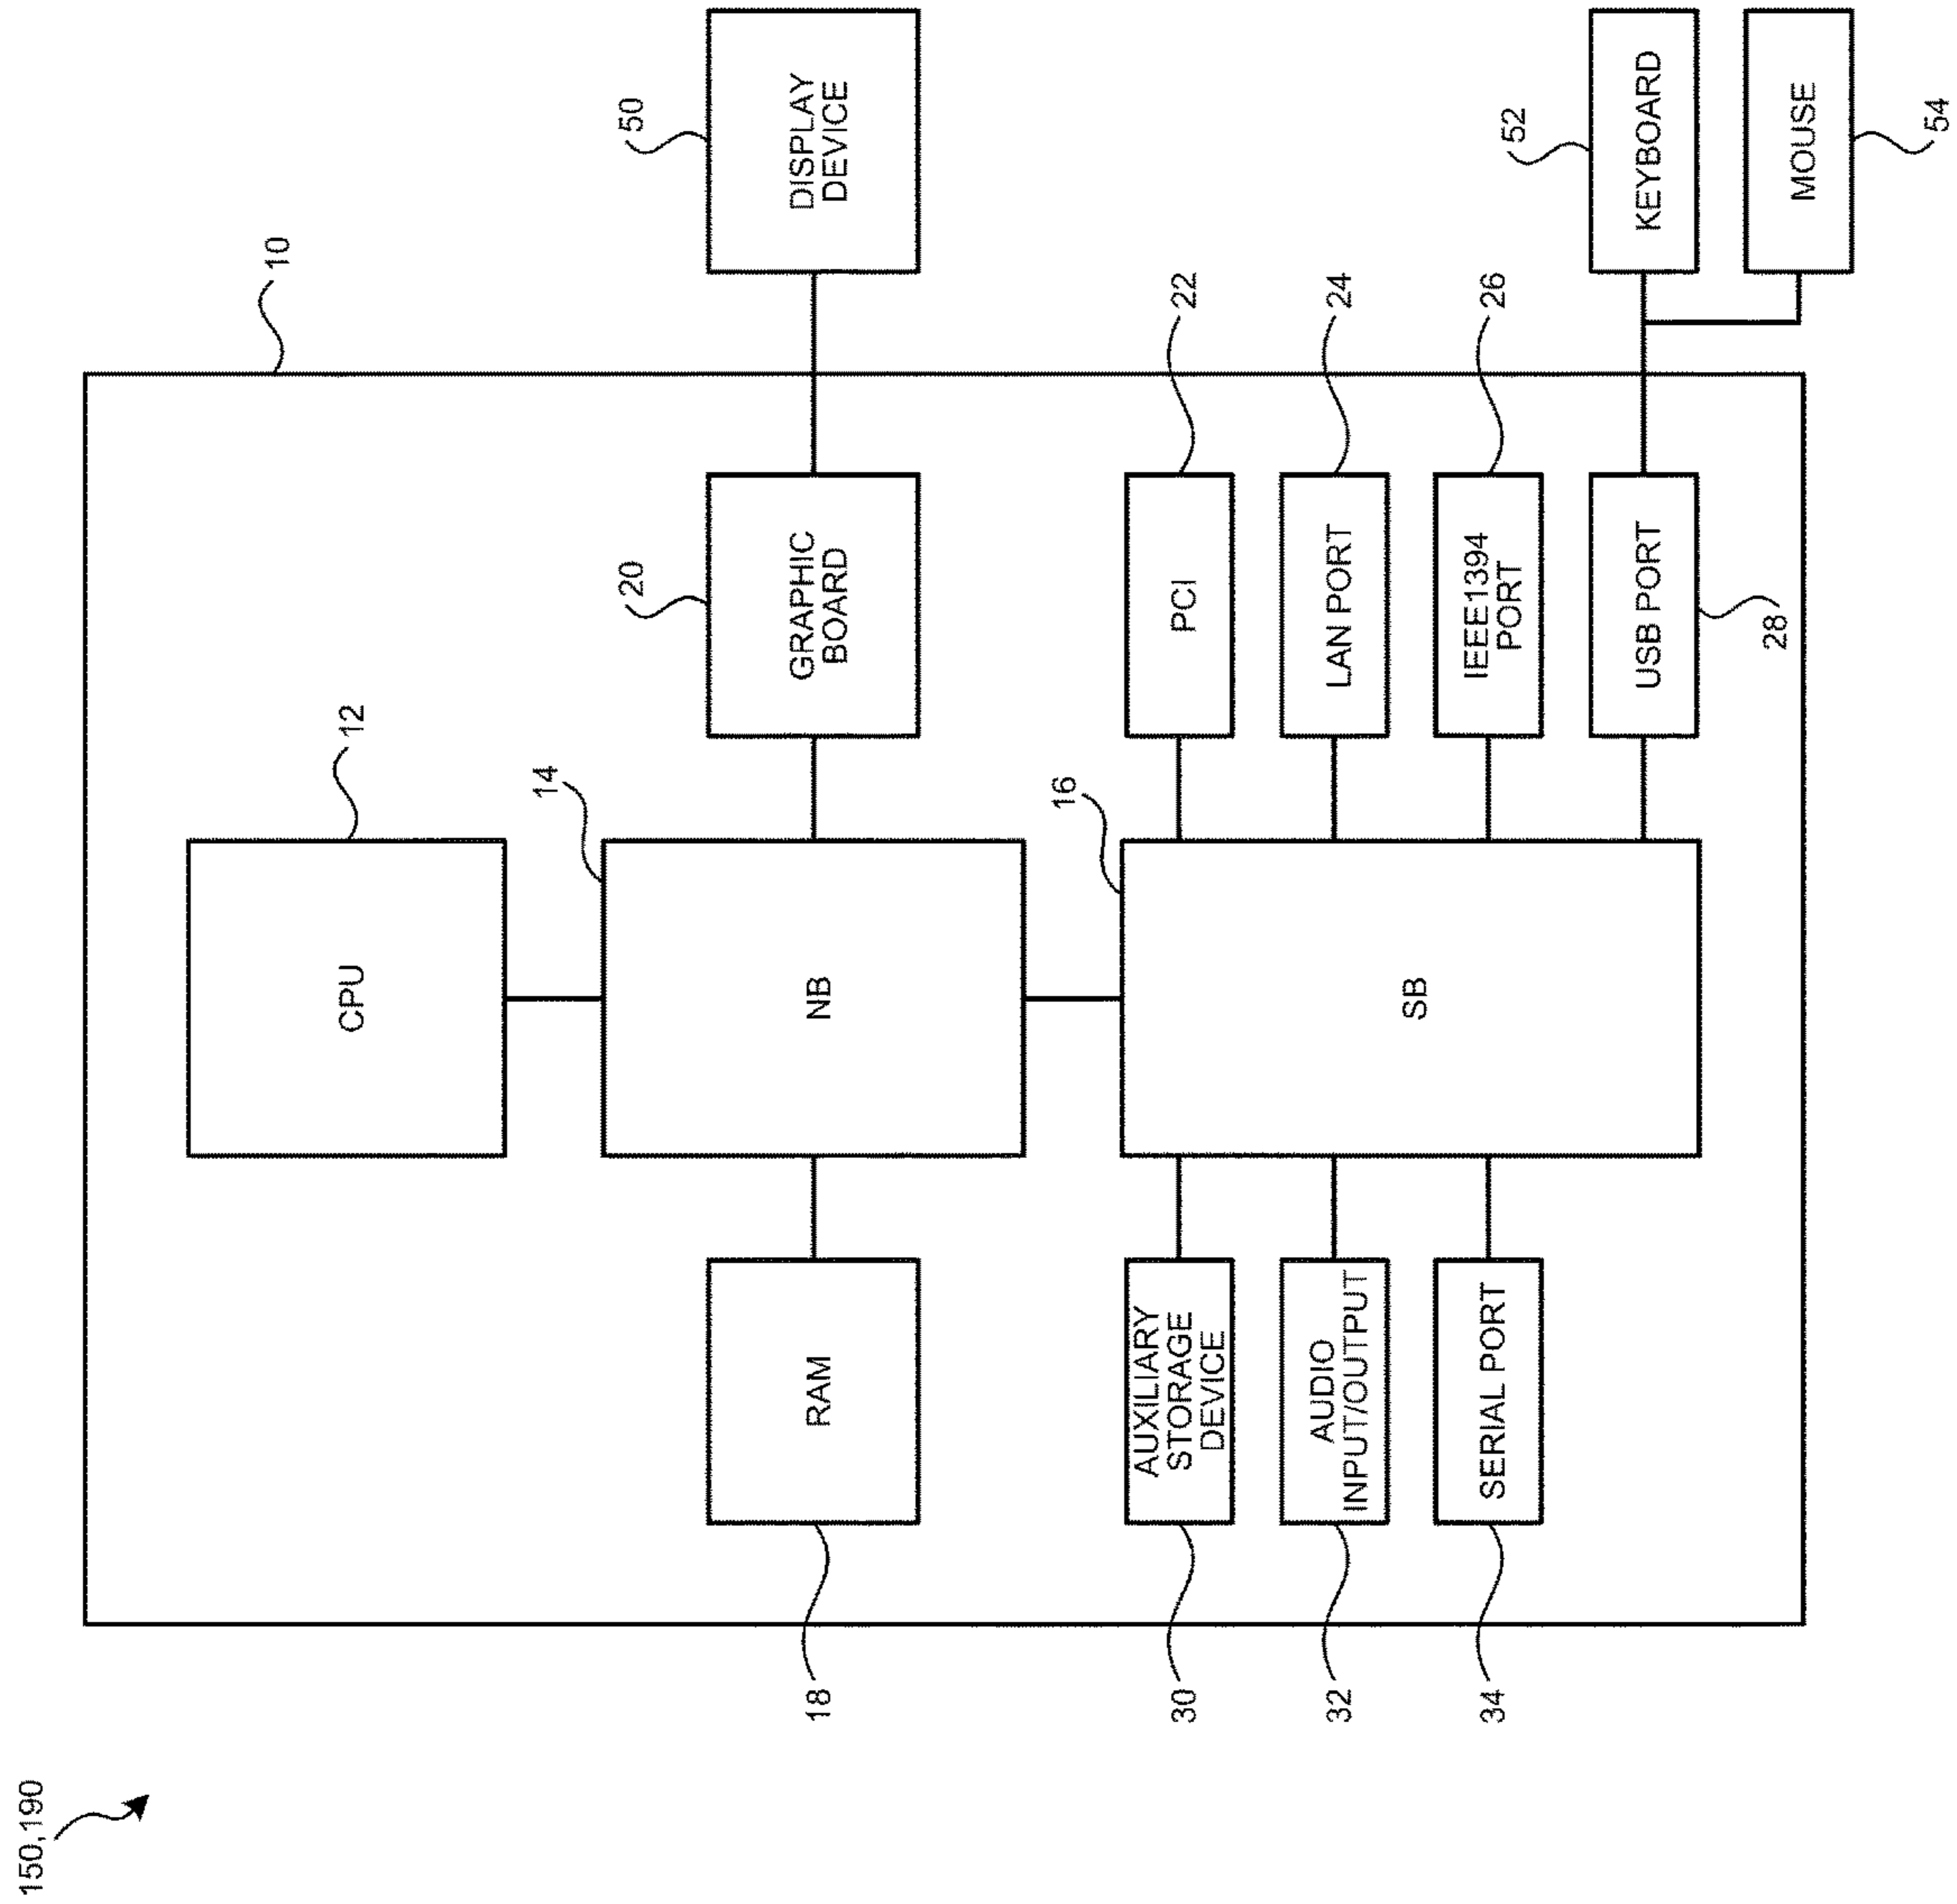 150,190
10
CPU
12
14
NB
RAM
18
20
GRAPHIC
BOARD
50
DISPLAY
DEVICE
16
SB
AUXILIARY
STORAGE
DEVICE
30
PCI
22
AUDIO
INPUT/OUTPUT
32
LAN PORT
24
SERIAL PORT
34
IEEE1394
PORT
26
USB PORT
28
52
KEYBOARD
MOUSE
54